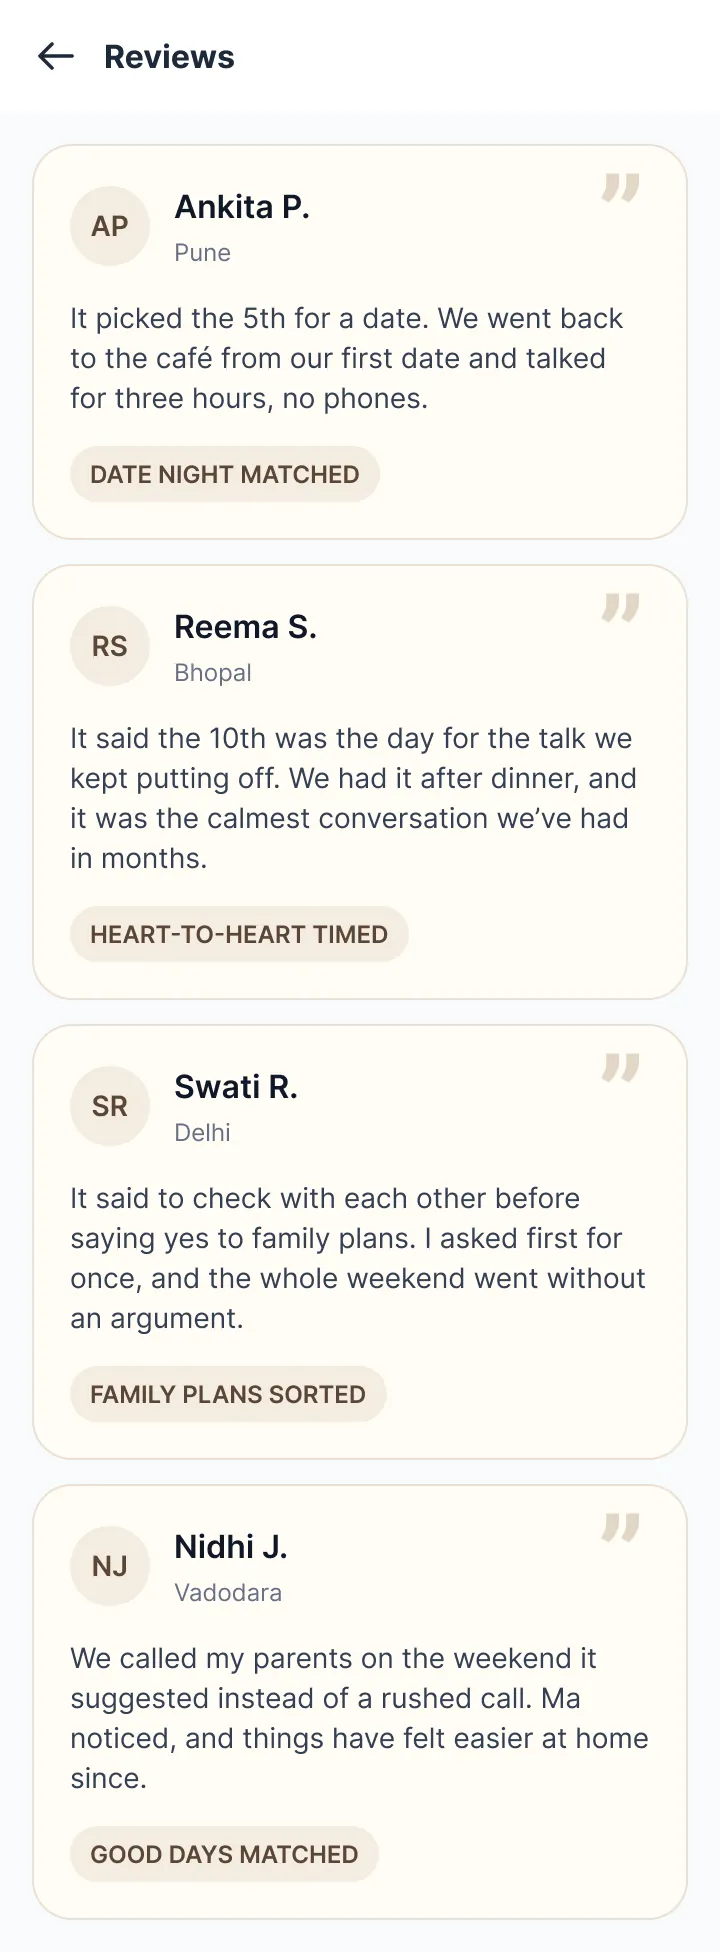 Reviews
AP
Ankita P.
Pune
”
It picked the 5th for a date. We went back
to the café from our first date and talked
for three hours, no phones.
DATE NIGHT MATCHED
RS
Reema S.
Bhopal
”
It said the 10th was the day for the talk we
kept putting off. We had it after dinner, and
it was the calmest conversation we’ve had
in months.
HEART-TO-HEART TIMED
SR
Swati R.
Delhi
”
It said to check with each other before
saying yes to family plans. I asked first for
once, and the whole weekend went without
an argument.
FAMILY PLANS SORTED
NJ
Nidhi J.
Vadodara
”
We called my parents on the weekend it
suggested instead of a rushed call. Ma
noticed, and things have felt easier at home
since.
GOOD DAYS MATCHED